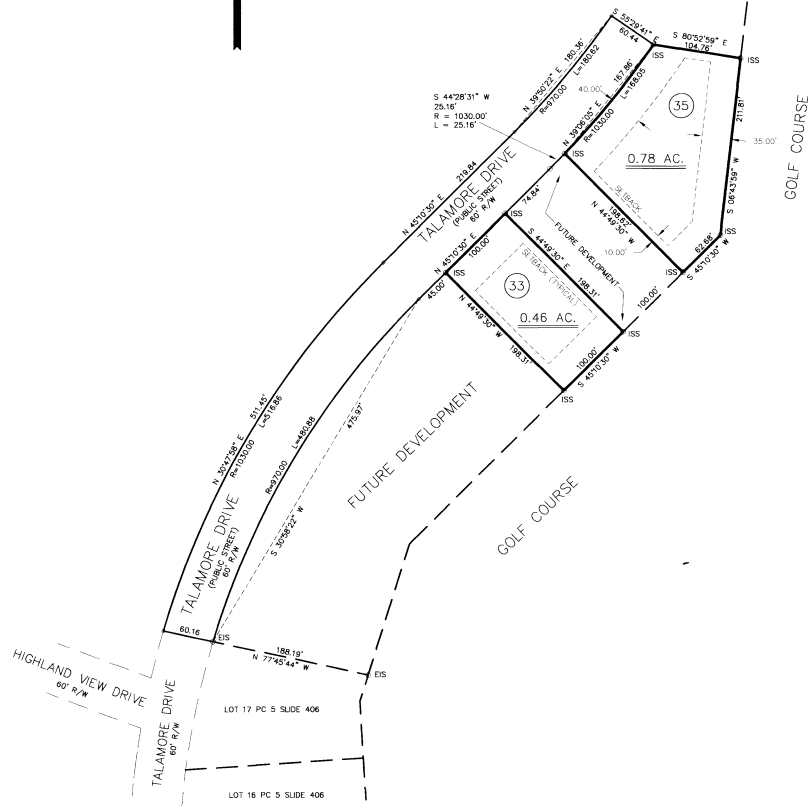 S 55°29'41" E
60.44
S 80°52'59" E
104.76'
ISS
ISS
N 39°50'22" E 180.36'
R=970.00 L=180.62
167.86'
L=168.05
40.00'
N 39°06'05" E
R=1030.00
S 44°28'31" W
25.16'
R = 1030.00'
L = 25.16'
35
0.78 AC.
SETBACK
211.81'
35.00'
S 06°43'59" W
GOLF COURSE
ISS
N 45°10'30" E 219.84
TALAMORE DRIVE
(PUBLIC STREET)
60' R/W
74.84'
198.62'
N 44°49'30" W
10.00'
62.68'
S 45°10'30" W
ISS
ISS
ISS
FUTURE DEVELOPMENT
N 45°10'30" E
100.00'
S 44°49'30" E
198.31'
SETBACK (TYPICAL)
100.00'
ISS
45.00'
33
0.46 AC.
N 44°49'30" W
198.31'
ISS
100.00'
S 45°10'30" W
ISS
511.45'
L=516.86
N 30°47'58" E
R=1030.00
L=480.88
R=970.00
475.97'
S 30°58'22" W
FUTURE DEVELOPMENT
GOLF COURSE
TALAMORE DRIVE
(PUBLIC STREET)
60' R/W
60.16
EIS
188.19'
N 77°45'44" W
EIS
HIGHLAND VIEW DRIVE
60' R/W
TALAMORE DRIVE
60' R/W
LOT 17 PC 5 SLIDE 406
LOT 16 PC 5 SLIDE 406